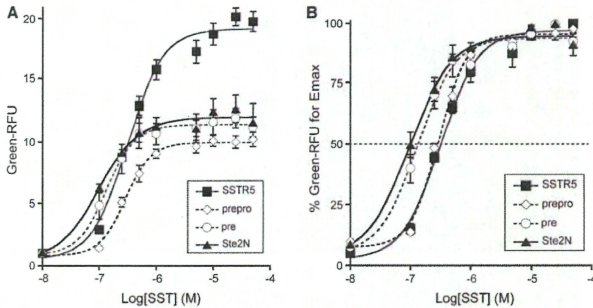 A
Green-RFU
20
15
10
5
0
-8
-7
-6
-5
-4
Log[SST] (M)
SSTR5
prepro
pre
Ste2N
B
% Green-RFU for Emax
100
75
50
25
0
-8
-7
-6
-5
-4
Log[SST] (M)
SSTR5
prepro
pre
Ste2N